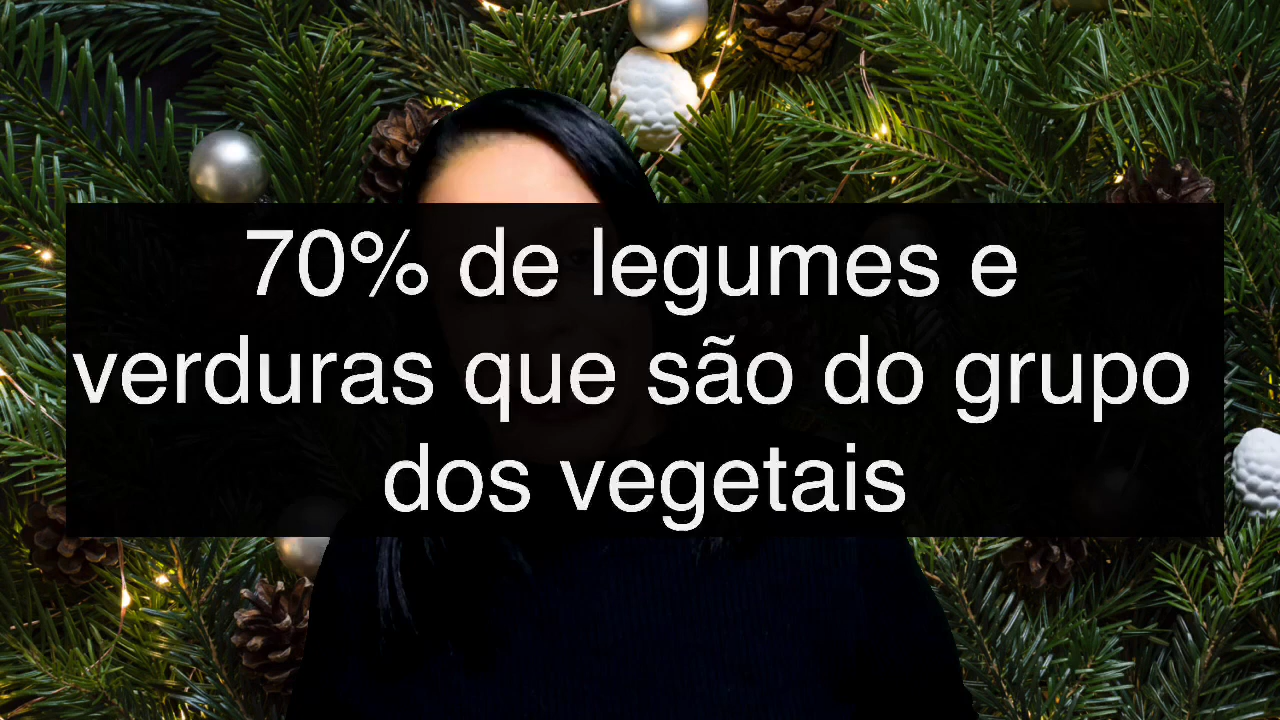 70% de legumes e
verduras que são do grupo
dos vegetais